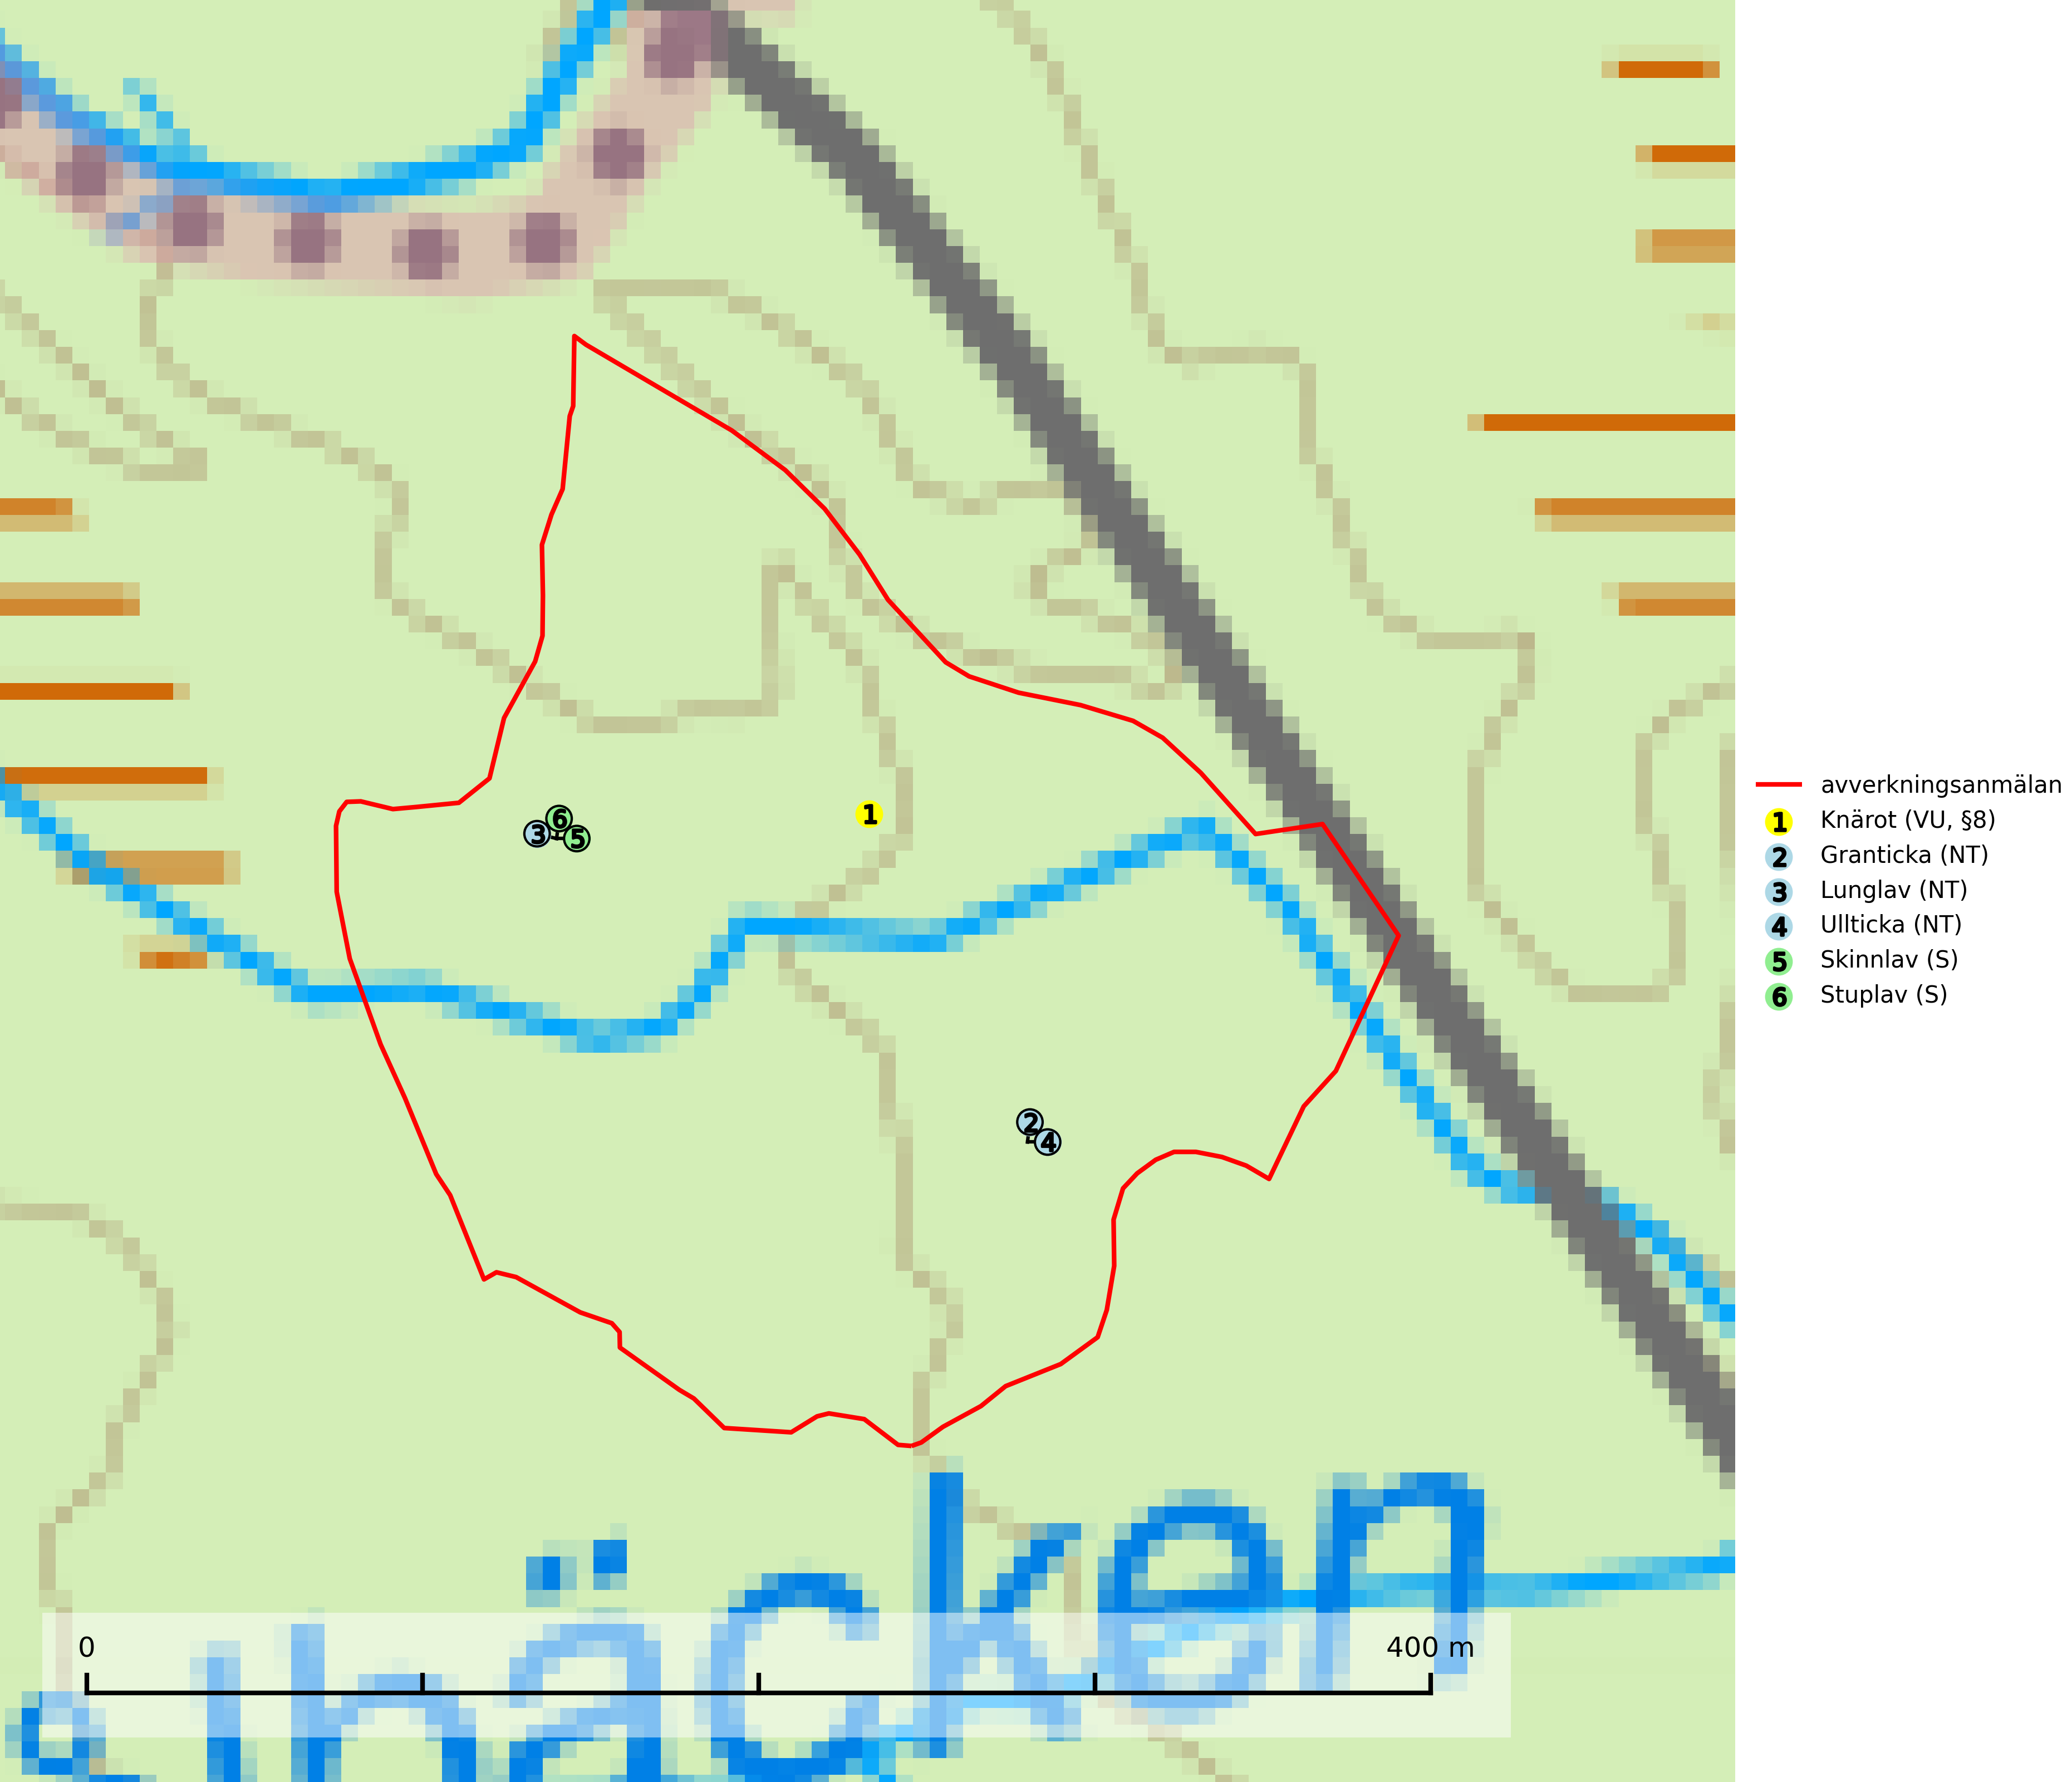 avverkningsanmälan
1 Knärot (VU, §8)
2 Granticka (NT)
3 Lunglav (NT)
4 Ullticka (NT)
5 Skinnlav (S)
6 Stuplav (S)
1
6
3
5
2
4
0
400 m